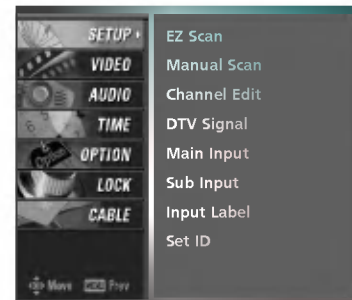 SETUP
VIDEO
AUDIO
TIME
OPTION
LOCK
CABLE
Move MENU Prev
EZ Scan
Manual Scan
Channel Edit
DTV Signal
Main Input
Sub Input
Input Label
Set ID